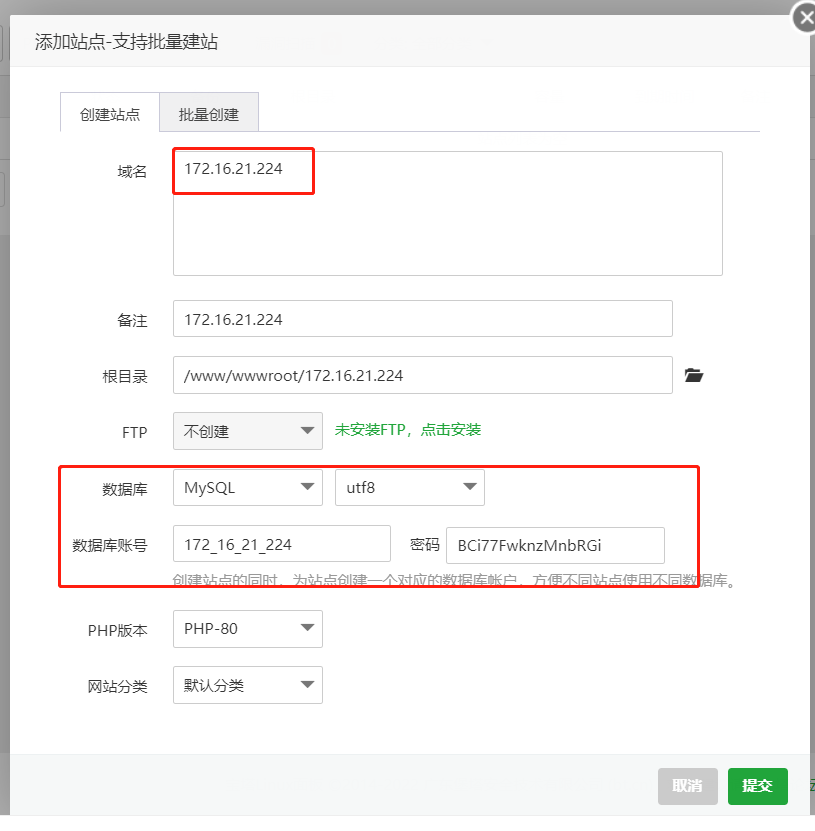 添加站点-支持批量建站
创建站点 批量创建
域名 172.16.21.224
备注 172.16.21.224
根目录 /www/wwwroot/172.16.21.224
FTP 不创建 未安装FTP，点击安装
数据库 MySQL utf8
数据库账号 172_16_21_224 密码 BCi77FwknzMnbRGi
创建站点的同时，为站点创建一个对应的数据库帐户，方便不同站点使用不同数据库。
PHP版本 PHP-80
网站分类 默认分类
取消 提交